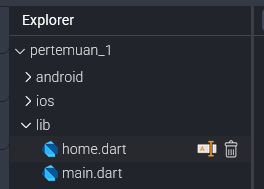 Explorer
pertemuan_1
android
ios
lib
home.dart
main.dart